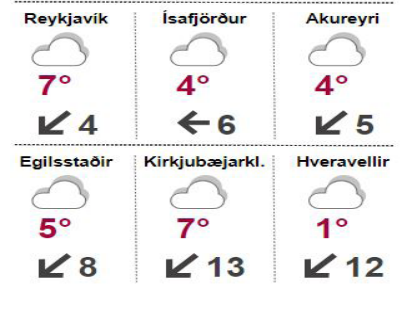 Reykjavík Ísafjörður Akureyri
7° 4° 4°
4 6 5
Egilsstaðir Kirkjubæjarkl. Hveravellir
5° 7° 1°
8 13 12